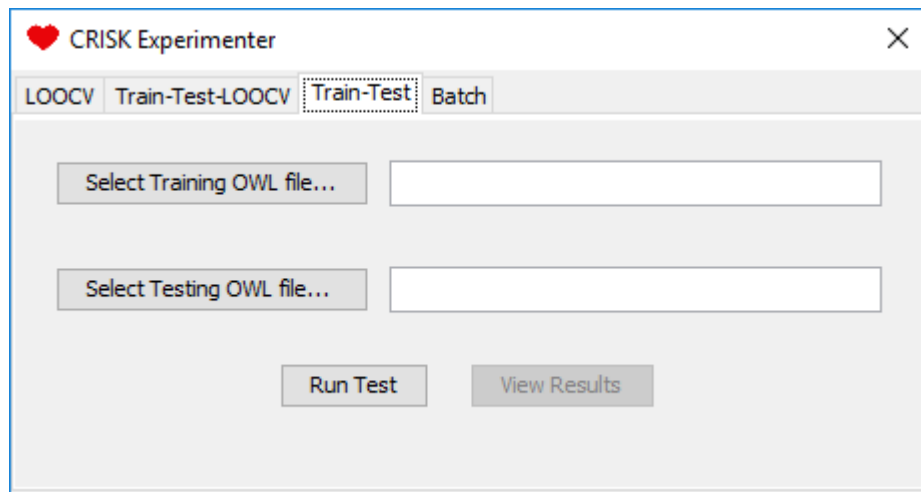 CRISK Experimenter
LOOCV Train-Test-LOOCV Train-Test Batch
Select Training OWL file...
Select Testing OWL file...
Run Test View Results